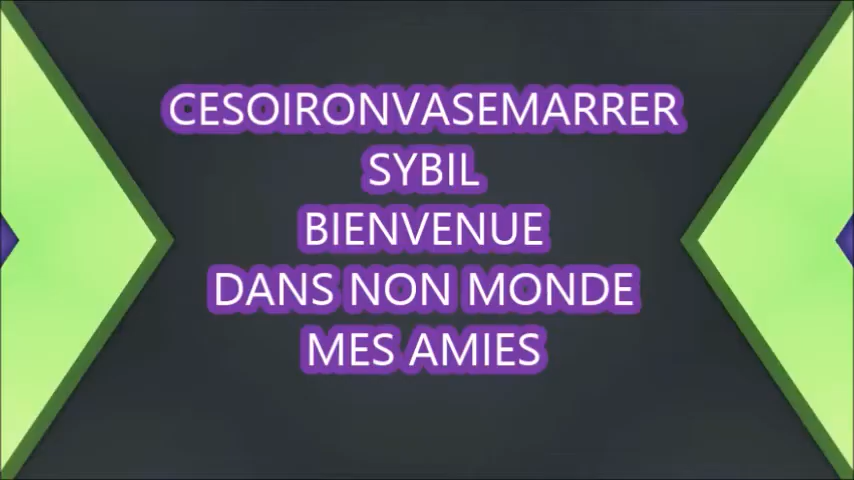 CESOIRONVASEMARRER
SYBIL
BIENVENUE
DANS NON MONDE
MES AMIES